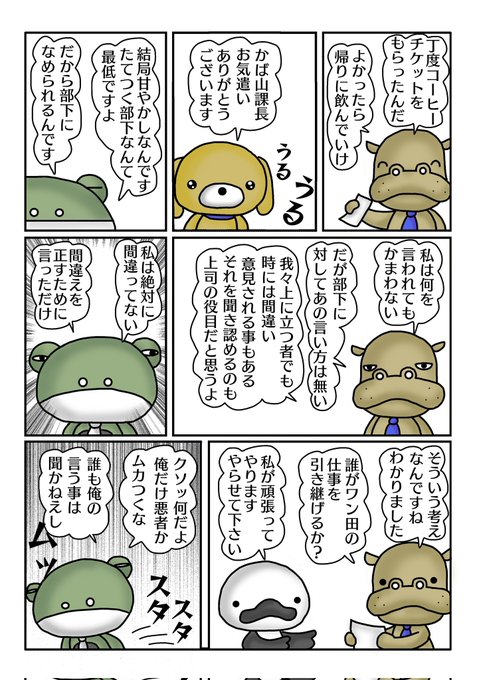 丁度コーヒー
チケットを
もらったんだ
よかったら
帰りに飲んでいけ
かば山課長
お気遣い
ありがとう
ございます
うる
うる
結局甘やかしなんです
たてつく部下なんて
最低ですよ
だから部下に
なめられるんです
私は何を
言われても
かまわない
だが部下に
対してあの言い方は無い
我々上に立つ者でも
時には間違い
意見される事もある
それを聞き認めるのも
上司の役目だと思うよ
私は絶対に
間違ってない
間違えを
正すために
言っただけ
そういう考え
なんですね
わかりました
誰がワン田の
仕事を
引き継げるか?
私が頑張って
やります
やらせて下さい
クソッ何だよ
俺だけ悪者か
ムカつくな
誰も俺の
言う事は
聞かねえし
ムッ
スタ
スタ